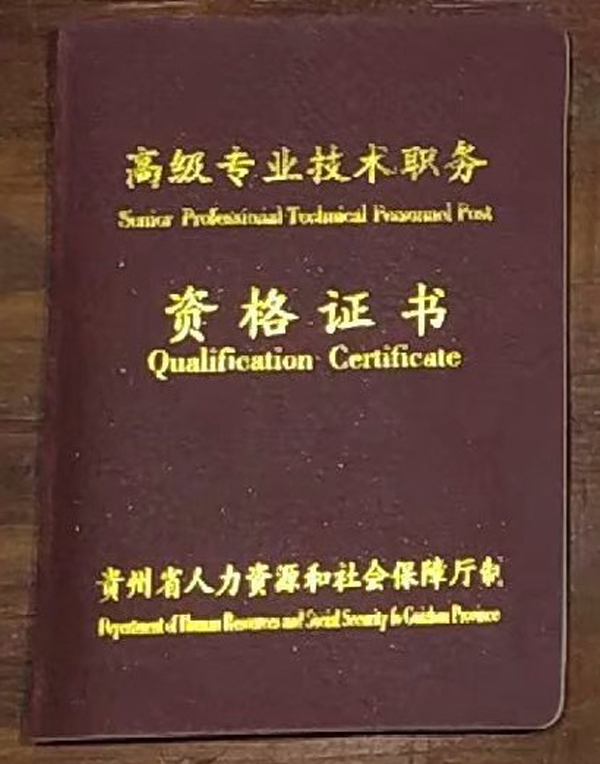 高级专业技术职务
Senior Professional Technical Personnel Post
资格证书
Qualification Certificate
贵州省人力资源和社会保障厅制
Department of Human Resources and Social Security Province